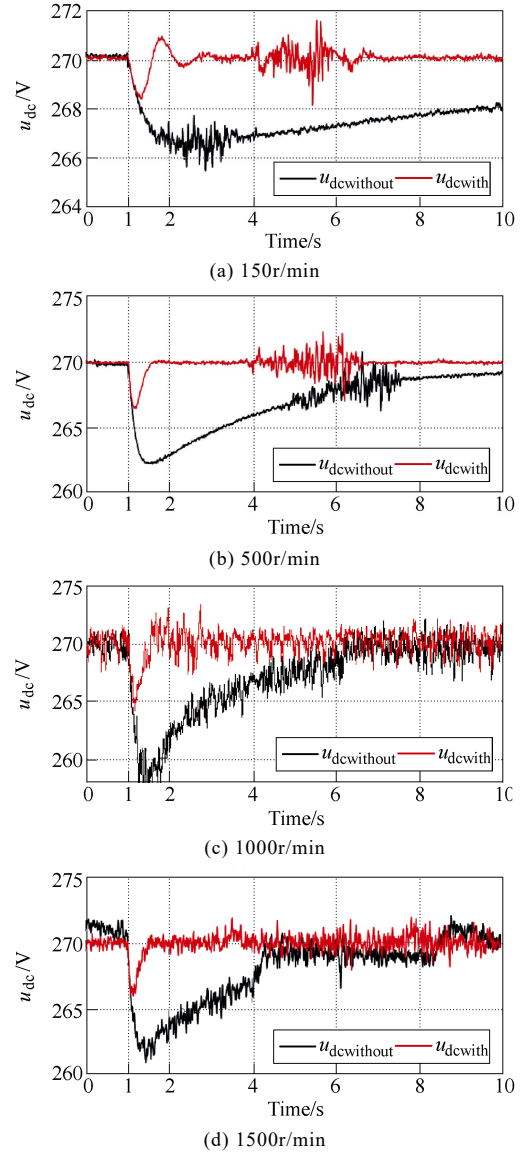 272
270
268
266
264
u_dc/V
u_dcwithout u_dcwith
0 1 2 4 6 8 10
Time/s
(a) 150r/min
275
270
265
260
u_dc/V
u_dcwithout u_dcwith
0 1 2 4 6 8 10
Time/s
(b) 500r/min
275
270
265
260
u_dc/V
u_dcwithout u_dcwith
0 1 2 4 6 8 10
Time/s
(c) 1000r/min
275
270
265
260
u_dc/V
u_dcwithout u_dcwith
0 1 2 4 6 8 10
Time/s
(d) 1500r/min